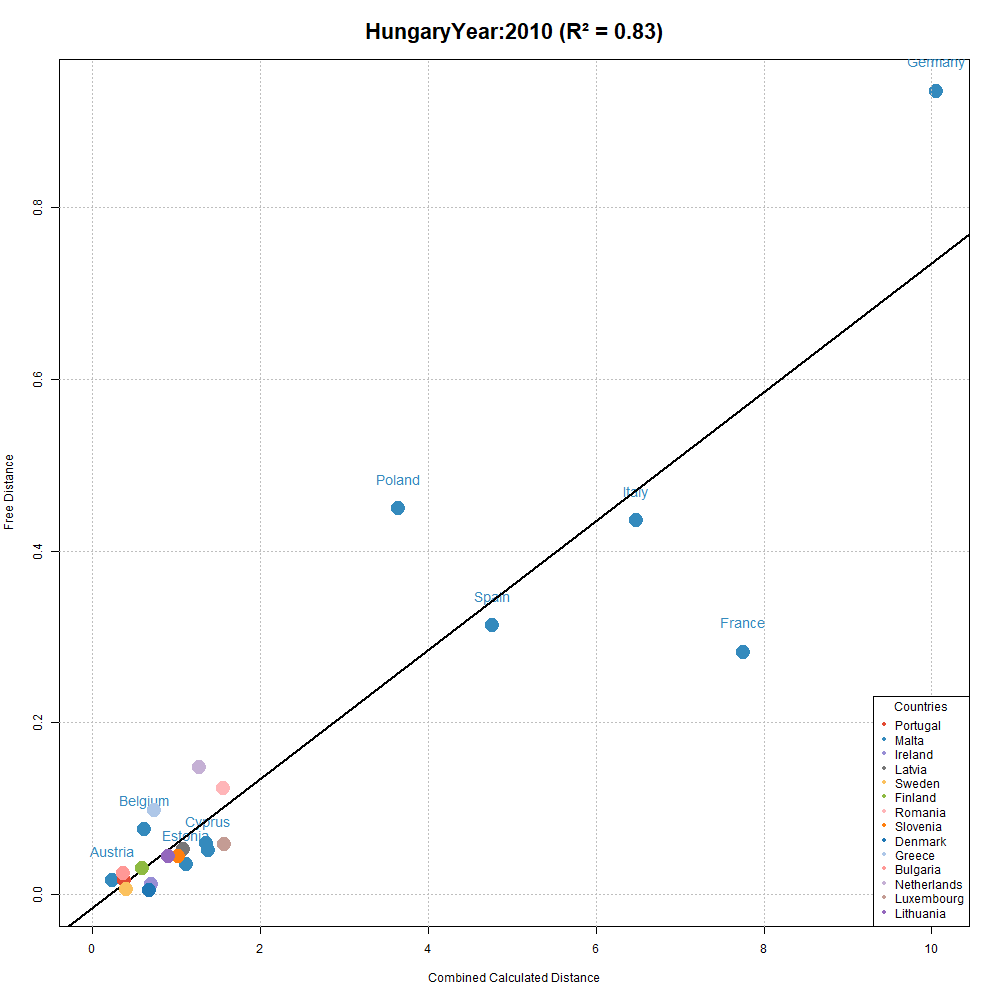 HungaryYear:2010 (R² = 0.83)
Germany
0.8
0.6
Poland
Italy
Free Distance
0.4
Spain
France
0.2
Belgium
Cyprus
Estonia
Austria
0.0
Countries
Portugal
Malta
Ireland
Latvia
Sweden
Finland
Romania
Slovenia
Denmark
Greece
Bulgaria
Netherlands
Luxembourg
Lithuania
0 2 4 6 8 10
Combined Calculated Distance